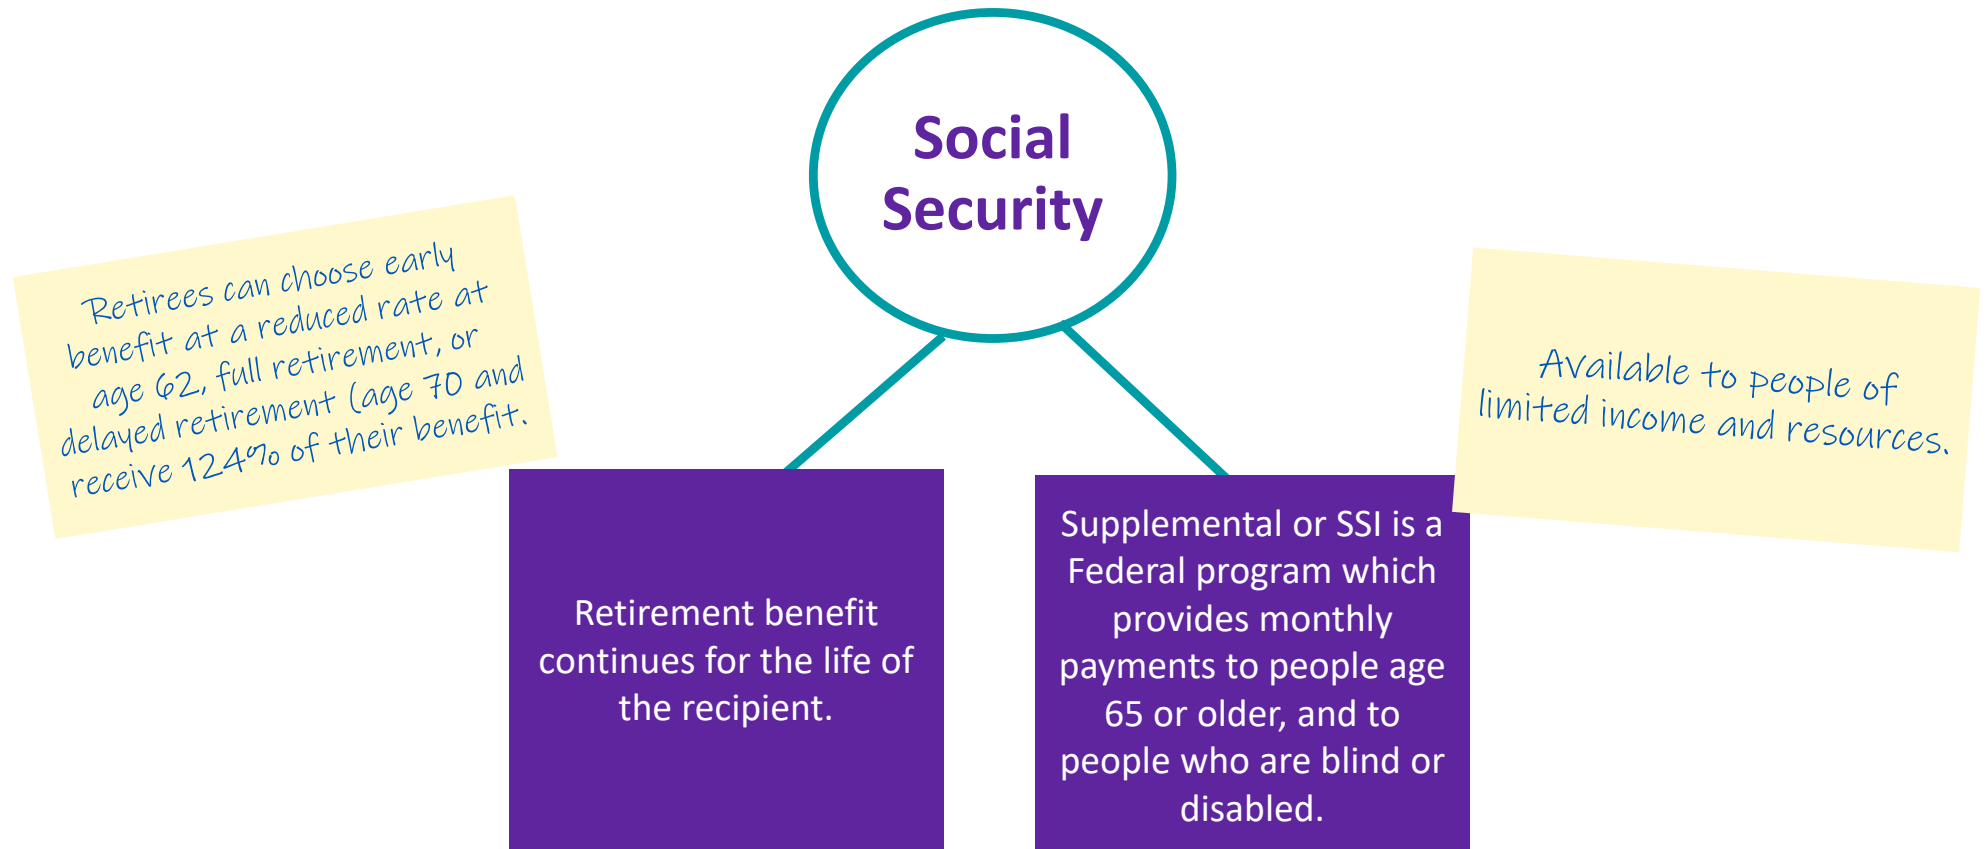 Social
Security
Retirees can choose early
benefit at a reduced rate at
age 62, full retirement, or
delayed retirement (age 70 and
receive 124% of their benefit.
Retirement benefit
continues for the life of
the recipient.
Supplemental or SSI is a
Federal program which
provides monthly
payments to people age
65 or older, and to
people who are blind or
disabled.
Available to people of
limited income and resources.